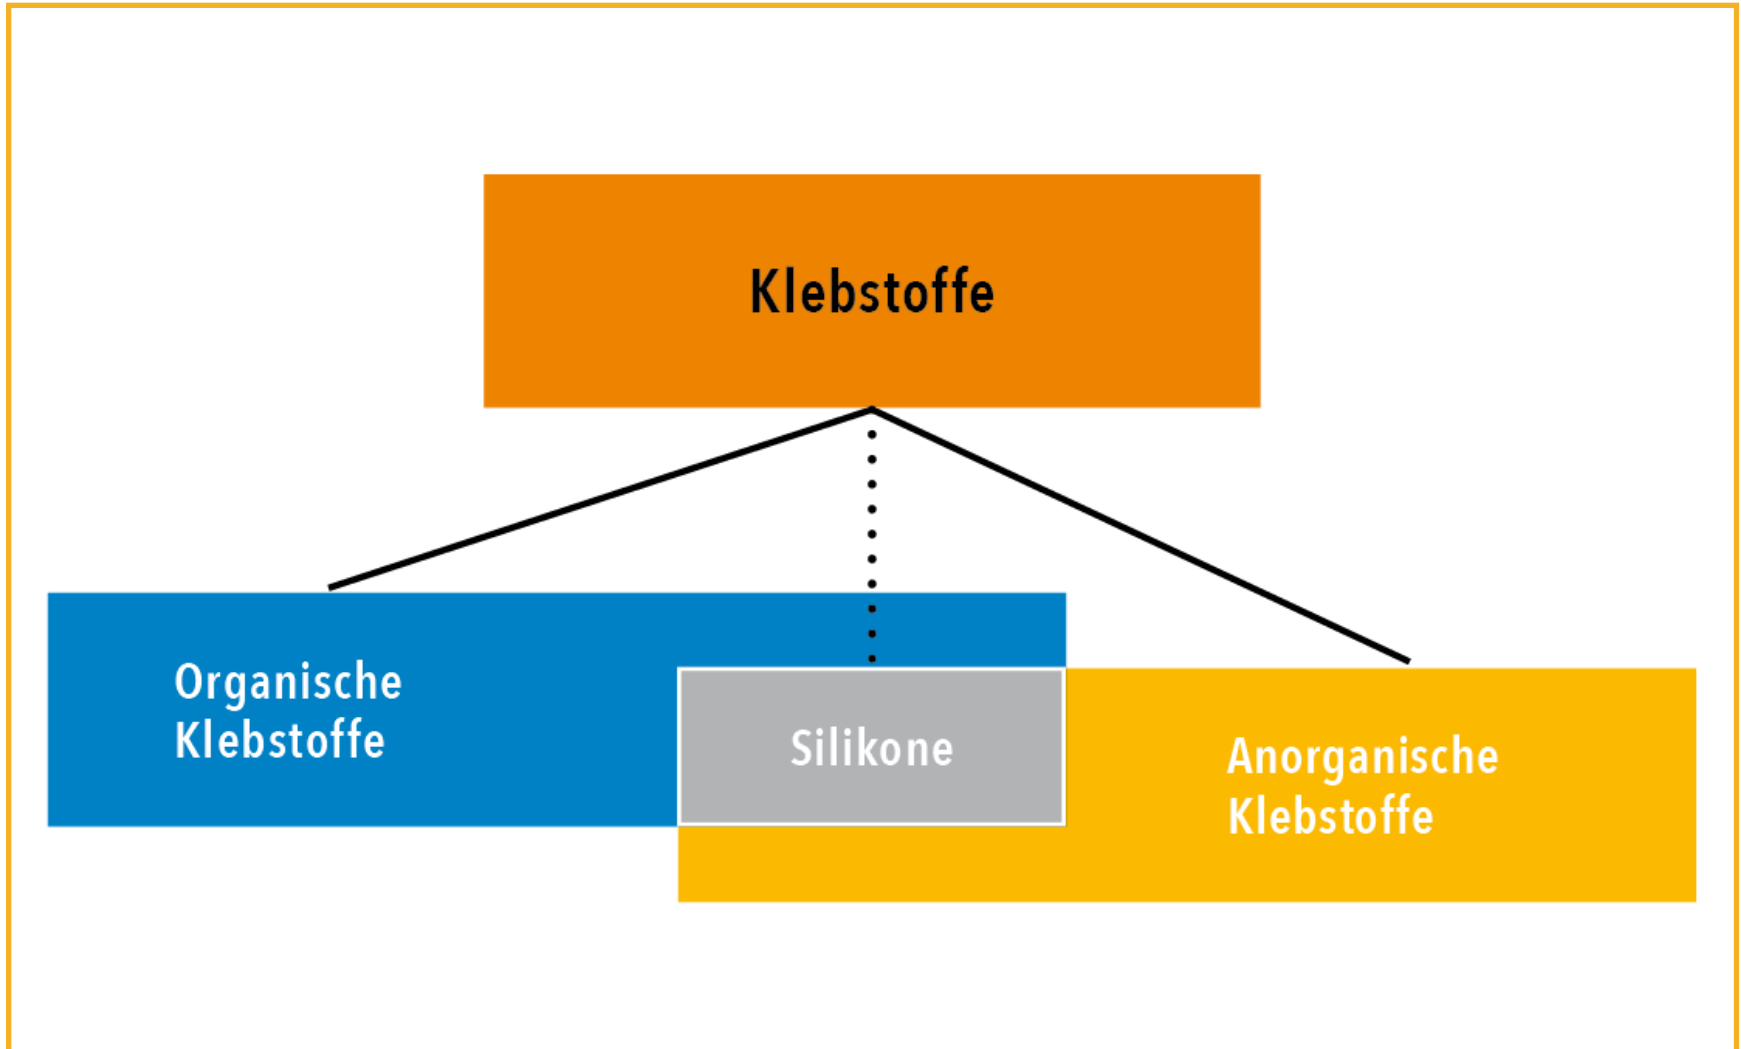 Klebstoffe
Organische
Klebstoffe
Silikone
Anorganische
Klebstoffe